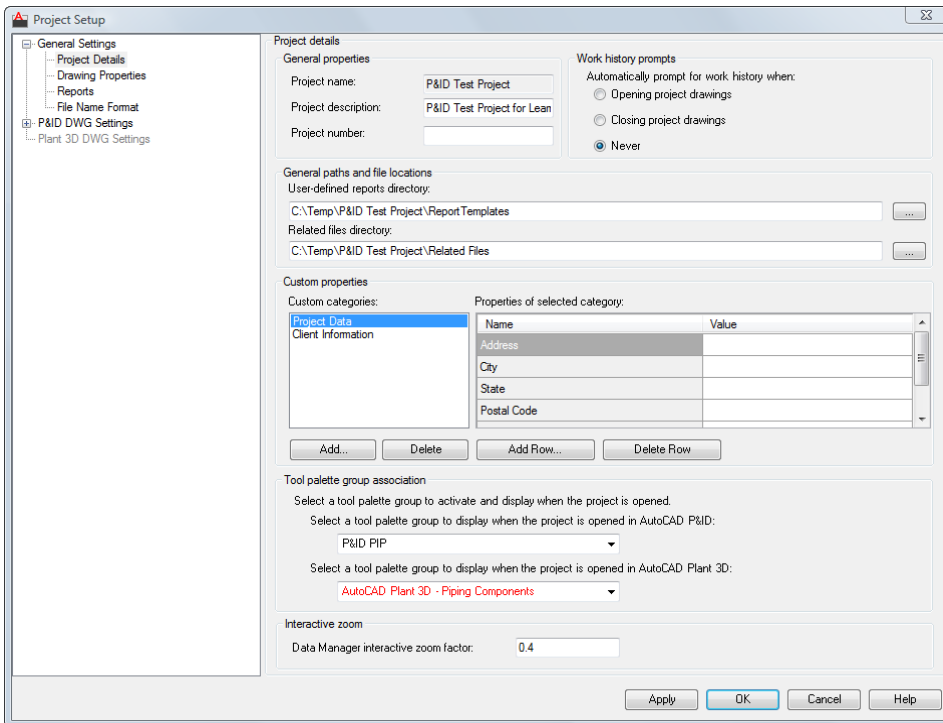 Project Setup
General Settings
Project Details
Drawing Properties
Reports
File Name Format
P&ID DWG Settings
Plant 3D DWG Settings
Project details
General properties
Project name: P&ID Test Project
Project description: P&ID Test Project for Lear
Project number:
Work history prompts
Automatically prompt for work history when:
Opening project drawings
Closing project drawings
Never
General paths and file locations
User-defined reports directory:
C:\Temp\P&ID Test Project\ReportTemplates
...
Related files directory:
C:\Temp\P&ID Test Project\Related Files
...
Custom properties
Custom categories:
Project Data
Client Information
Properties of selected category:
Name Value
Address
City
State
Postal Code
Add... Delete Add Row... Delete Row
Tool palette group association
Select a tool palette group to activate and display when the project is opened.
Select a tool palette group to display when the project is opened in AutoCAD P&ID:
P&ID PIP
Select a tool palette group to display when the project is opened in AutoCAD Plant 3D:
AutoCAD Plant 3D - Piping Components
Interactive zoom
Data Manager interactive zoom factor: 0.4
Apply OK Cancel Help